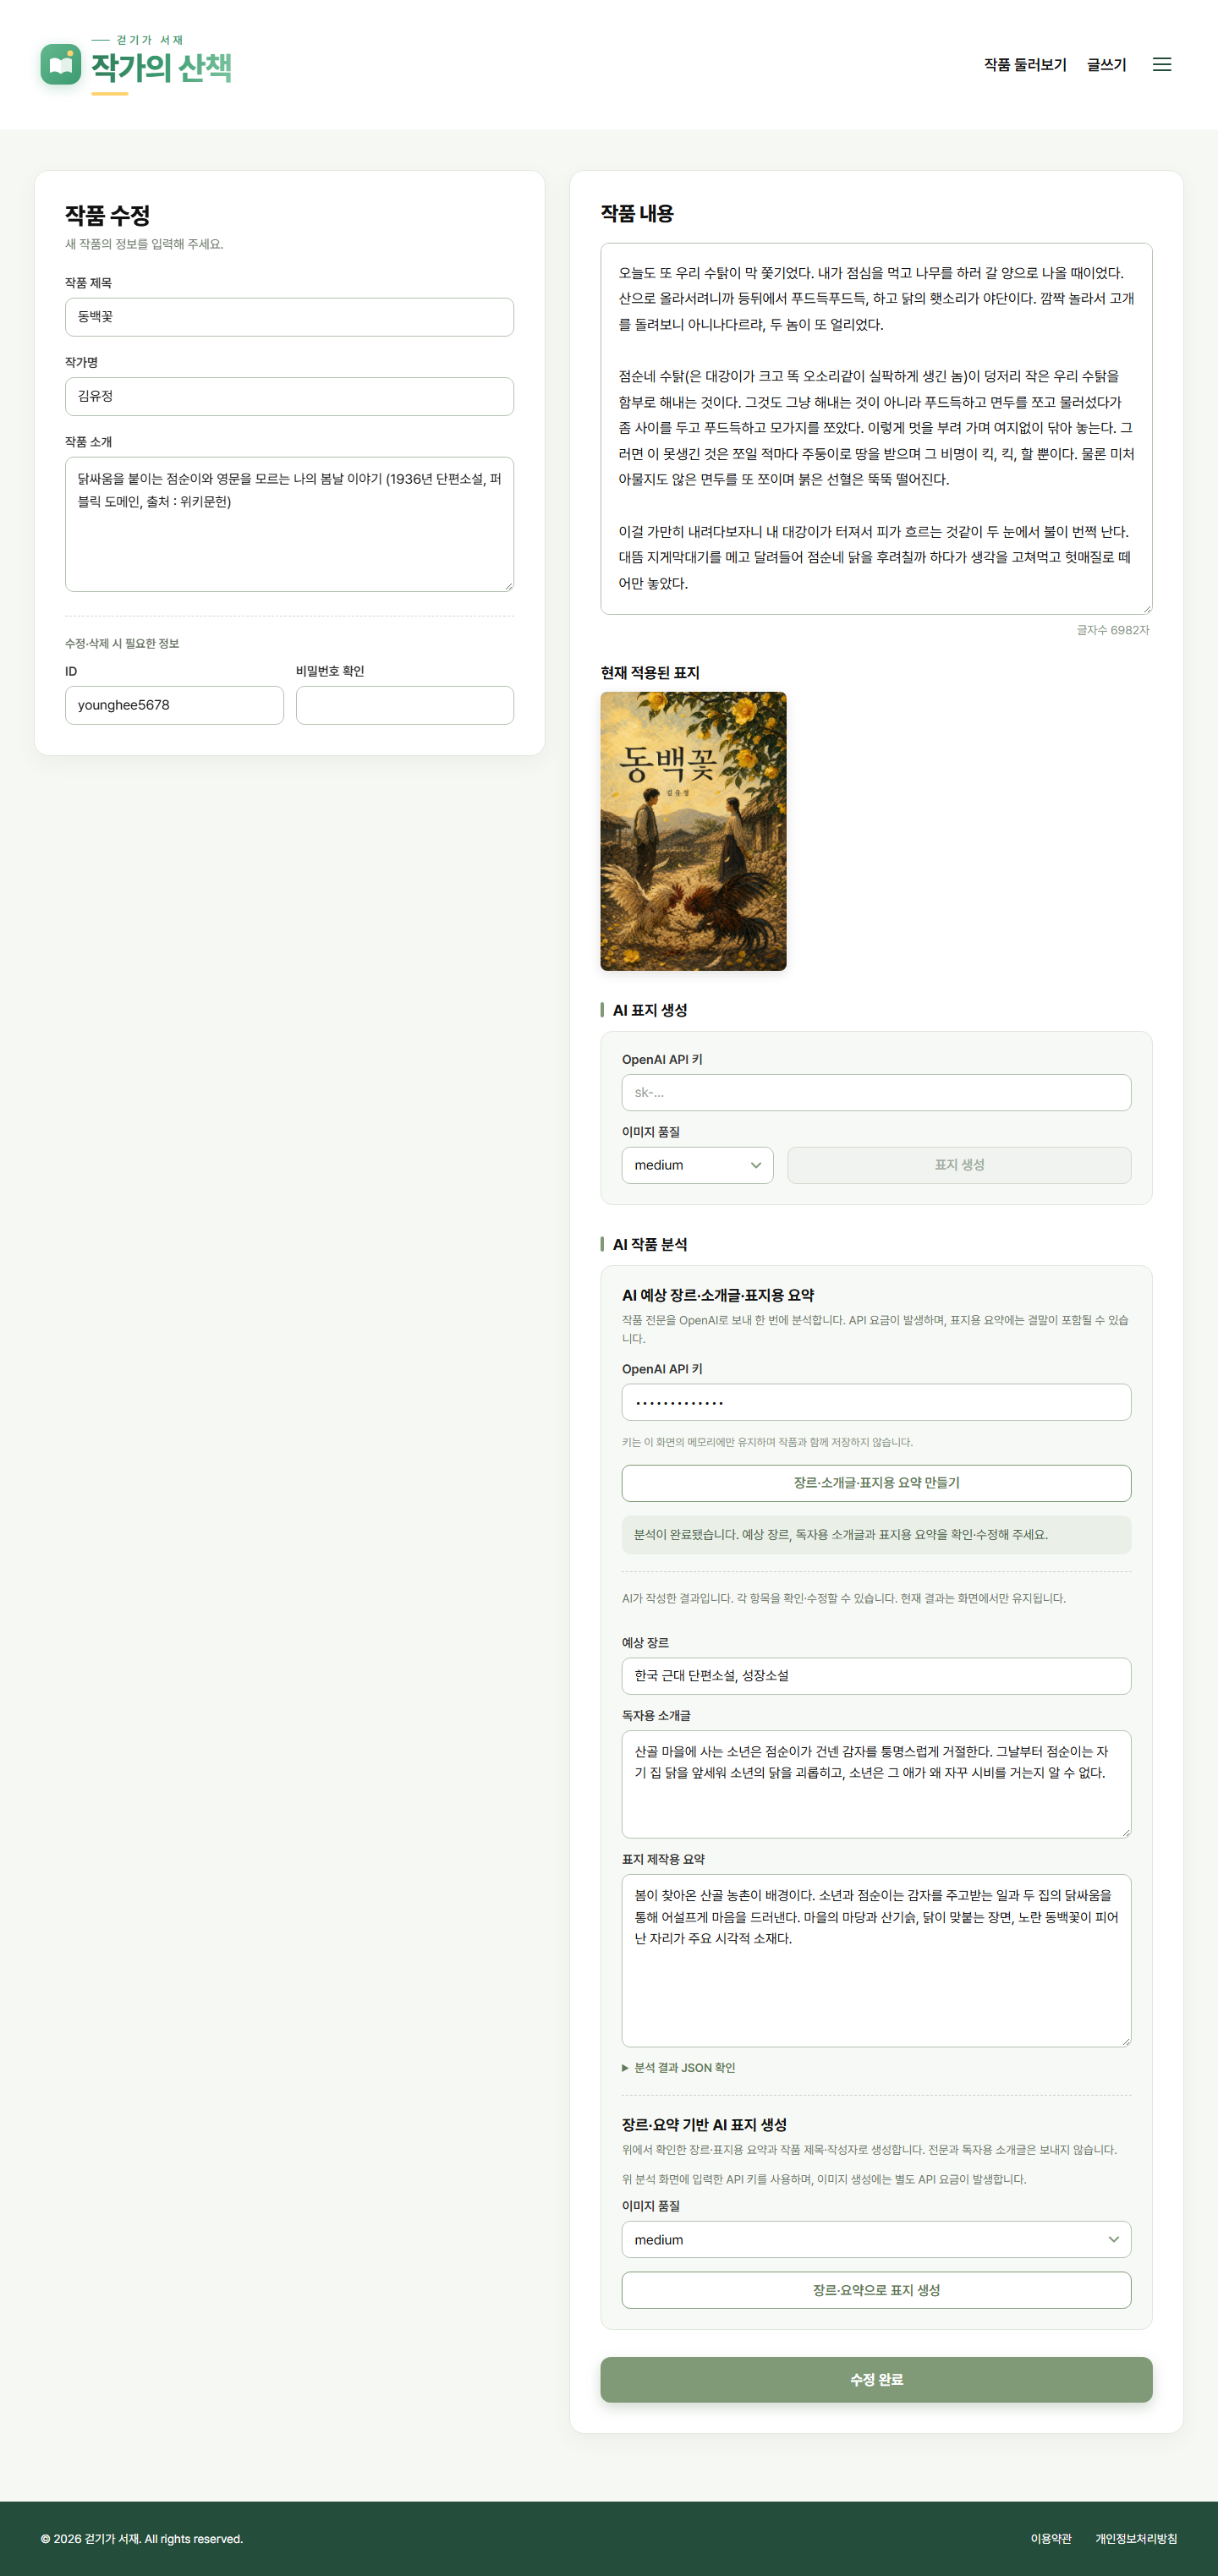 걷기가 서재
작가의 산책
작품 둘러보기
글쓰기
작품 수정
새 작품의 정보를 입력해 주세요.
작품 제목
동백꽃
작가명
김유정
작품 소개
닭싸움을 붙이는 점순이와 영문을 모르는 나의 봄날 이야기 (1936년 단편소설, 퍼
블릭 도메인, 출처 : 위키문헌)
수정·삭제 시 필요한 정보
ID
비밀번호 확인
younghee5678
작품 내용
오늘도 또 우리 수탉이 막 쫓기었다. 내가 점심을 먹고 나무를 하러 갈 양으로 나올 때이었다.
산으로 올라서려니까 등뒤에서 푸드득푸드득, 하고 닭의 횃소리가 야단이다. 깜짝 놀라서 고개
를 돌려보니 아니나다르랴, 두 놈이 또 얼리었다.
점순네 수탉(은 대강이가 크고 똑 오소리같이 실팍하게 생긴 놈)이 덩저리 작은 우리 수탉을
함부로 해내는 것이다. 그것도 그냥 해내는 것이 아니라 푸드득하고 면두를 쪼고 물러섰다가
좀 사이를 두고 푸드득하고 모가지를 쪼았다. 이렇게 멋을 부려 가며 여지없이 닦아 놓는다. 그
러면 이 못생긴 것은 쪼일 적마다 주둥이로 땅을 받으며 그 비명이 킥, 킥, 할 뿐이다. 물론 미처
아물지도 않은 면두를 또 쪼이며 붉은 선혈은 뚝뚝 떨어진다.
이걸 가만히 내려다보자니 내 대강이가 터져서 피가 흐르는 것같이 두 눈에서 불이 번쩍 난다.
대뜸 지게막대기를 메고 달려들어 점순네 닭을 후려칠까 하다가 생각을 고쳐먹고 헛매질로 떼
어만 놓았다.
글자수 6982자
현재 적용된 표지
동백꽃
김유정
AI 표지 생성
OpenAI API 키
sk-...
이미지 품질
medium
표지 생성
AI 작품 분석
AI 예상 장르·소개글·표지용 요약
작품 전문을 OpenAI로 보내 한 번에 분석합니다. API 요금이 발생하며, 표지용 요약에는 결말이 포함될 수 있습
니다.
OpenAI API 키
•••••••••••••
키는 이 화면의 메모리에만 유지하며 작품과 함께 저장하지 않습니다.
장르·소개글·표지용 요약 만들기
분석이 완료됐습니다. 예상 장르, 독자용 소개글과 표지용 요약을 확인·수정해 주세요.
AI가 작성한 결과입니다. 각 항목을 확인·수정할 수 있습니다. 현재 결과는 화면에서만 유지됩니다.
예상 장르
한국 근대 단편소설, 성장소설
독자용 소개글
산골 마을에 사는 소년은 점순이가 건넨 감자를 퉁명스럽게 거절한다. 그날부터 점순이는 자
기 집 닭을 앞세워 소년의 닭을 괴롭히고, 소년은 그 애가 왜 자꾸 시비를 거는지 알 수 없다.
표지 제작용 요약
봄이 찾아온 산골 농촌이 배경이다. 소년과 점순이는 감자를 주고받는 일과 두 집의 닭싸움을
통해 어설프게 마음을 드러낸다. 마을의 마당과 산기슭, 닭이 맞붙는 장면, 노란 동백꽃이 피어
난 자리가 주요 시각적 소재다.
▶ 분석 결과 JSON 확인
장르·요약 기반 AI 표지 생성
위에서 확인한 장르·표지용 요약과 작품 제목·작성자로 생성합니다. 전문과 독자용 소개글은 보내지 않습니다.
위 분석 화면에 입력한 API 키를 사용하며, 이미지 생성에는 별도 API 요금이 발생합니다.
이미지 품질
medium
장르·요약으로 표지 생성
수정 완료
© 2026 걷기가 서재. All rights reserved.
이용약관
개인정보처리방침